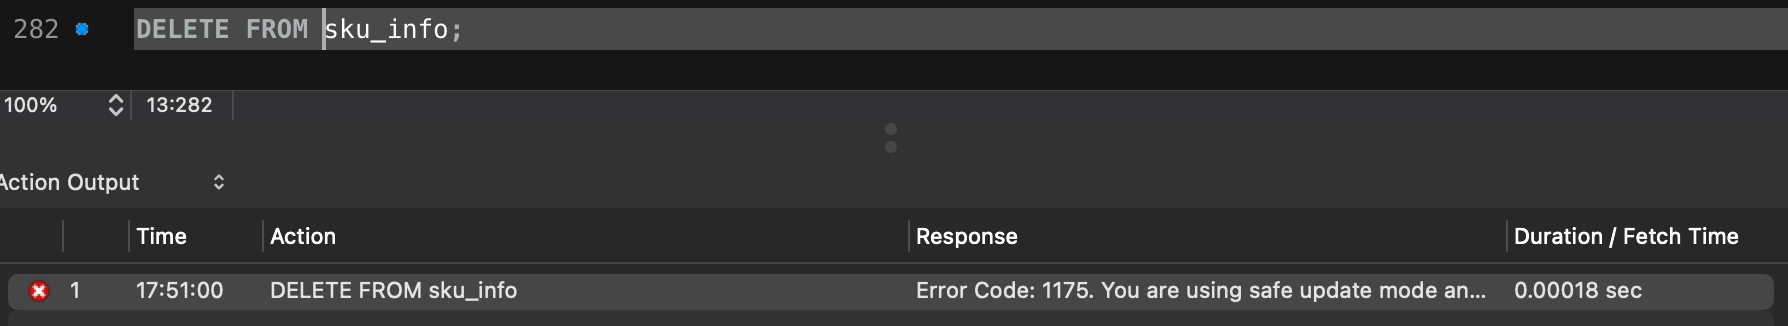 282 DELETE FROM sku_info;
100% 13:282
Action Output
Time Action Response Duration / Fetch Time
1 17:51:00 DELETE FROM sku_info Error Code: 1175. You are using safe update mode an... 0.00018 sec